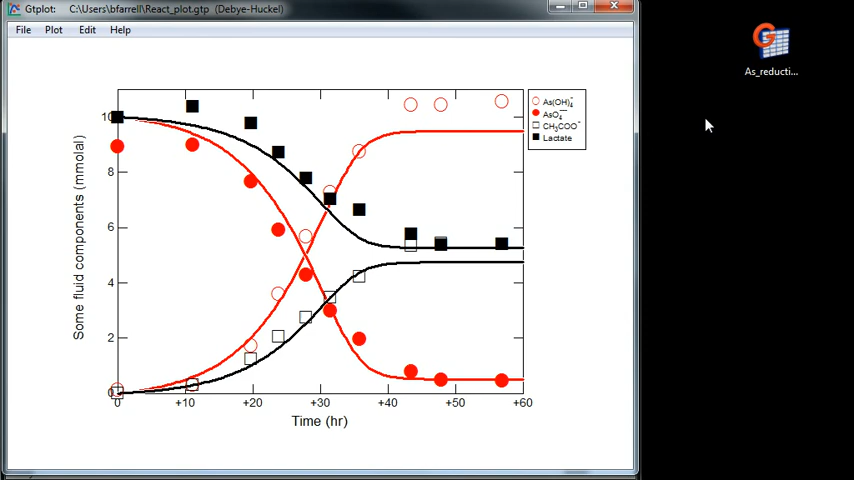 Gtplot: C:\Users\bfarrell\React_plot.gtp (Debye-Huckel)
File Plot Edit Help
As_reducti...
As(OH)4-
AsO4---
CH3COO-
Lactate
10
8
6
4
2
0
Some fluid components (mmolal)
0 +10 +20 +30 +40 +50 +60
Time (hr)